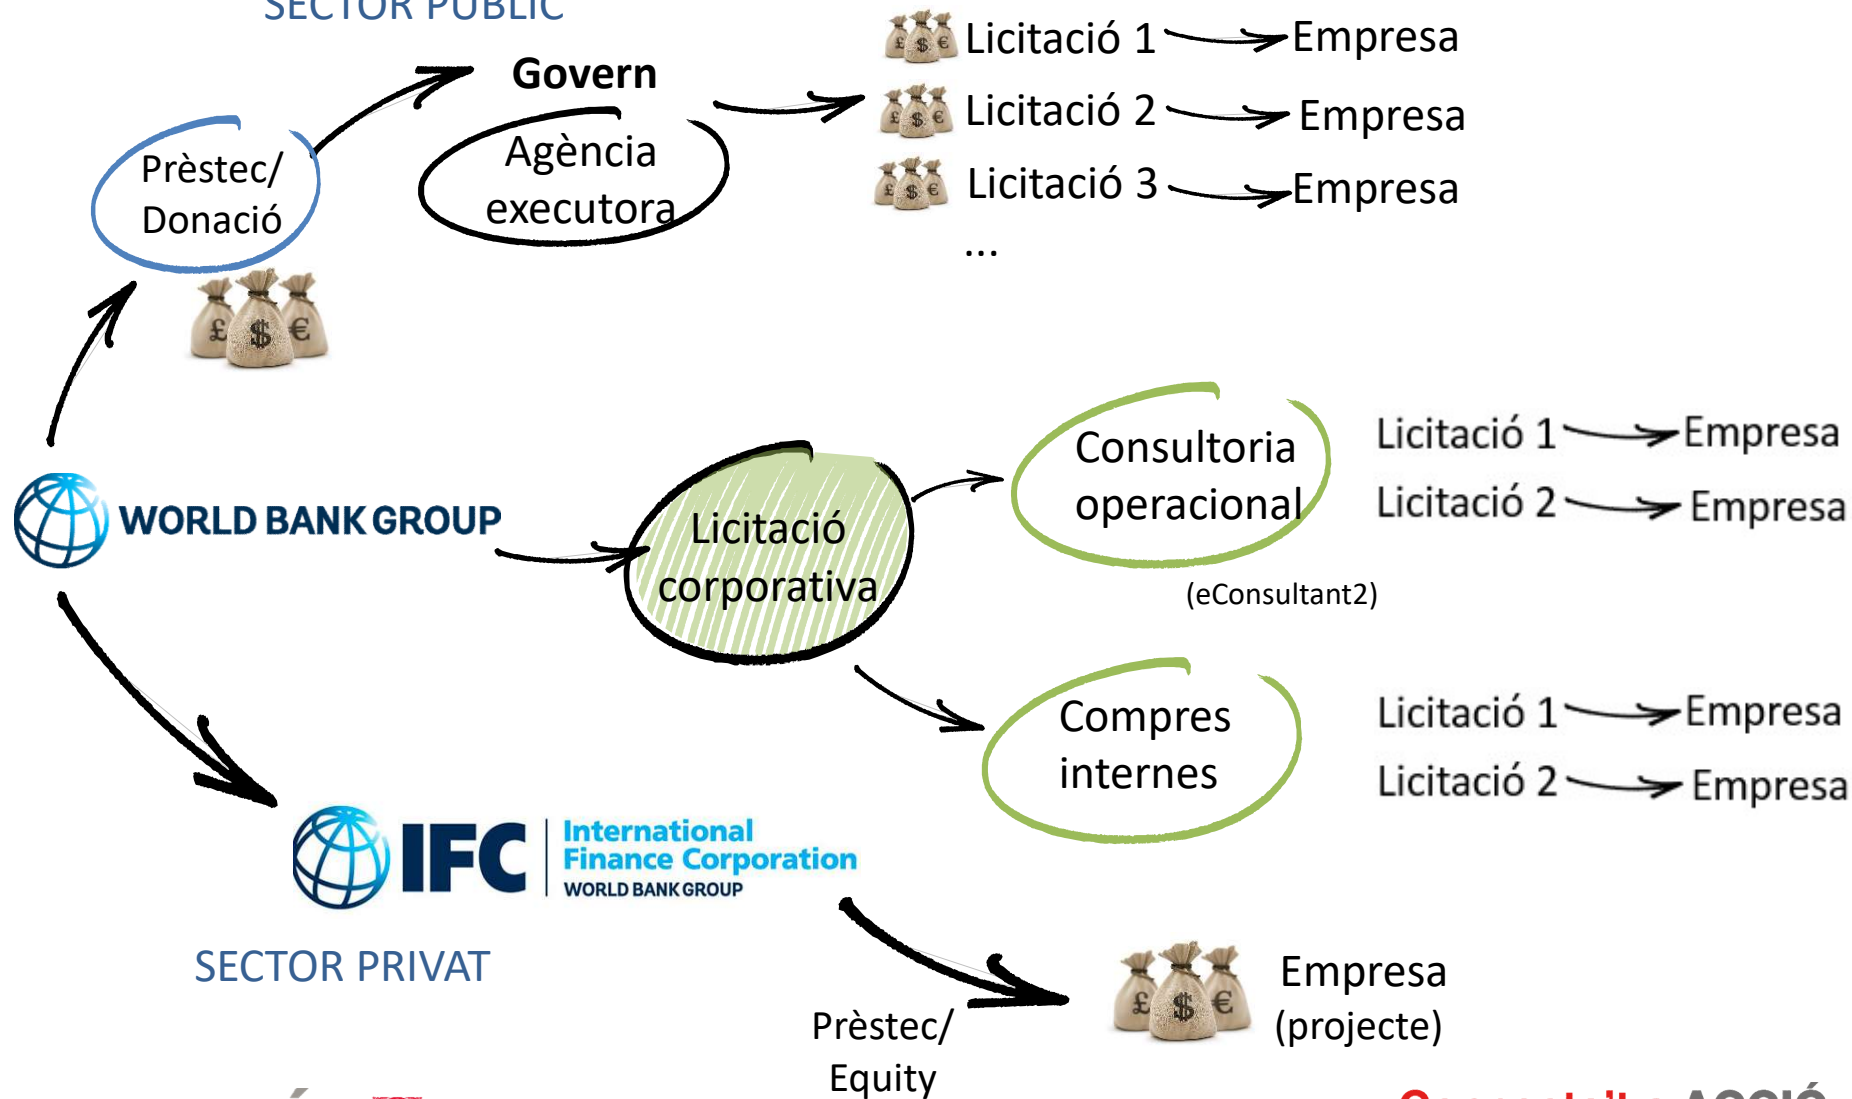 SECTOR PÚBLIC
Govern
Agència
executora
Prèstec/
Donació
Licitació 1 Empresa
Licitació 2 Empresa
Licitació 3 Empresa
...
£ $ €
WORLD BANK GROUP
Licitació
corporativa
Consultoria
operacional
(eConsultant2)
Licitació 1 Empresa
Licitació 2 Empresa
Compres
internes
Licitació 1 Empresa
Licitació 2 Empresa
IFC
International
Finance Corporation
WORLD BANK GROUP
SECTOR PRIVAT
Prèstec/
Equity
£ $ €
Empresa
(projecte)